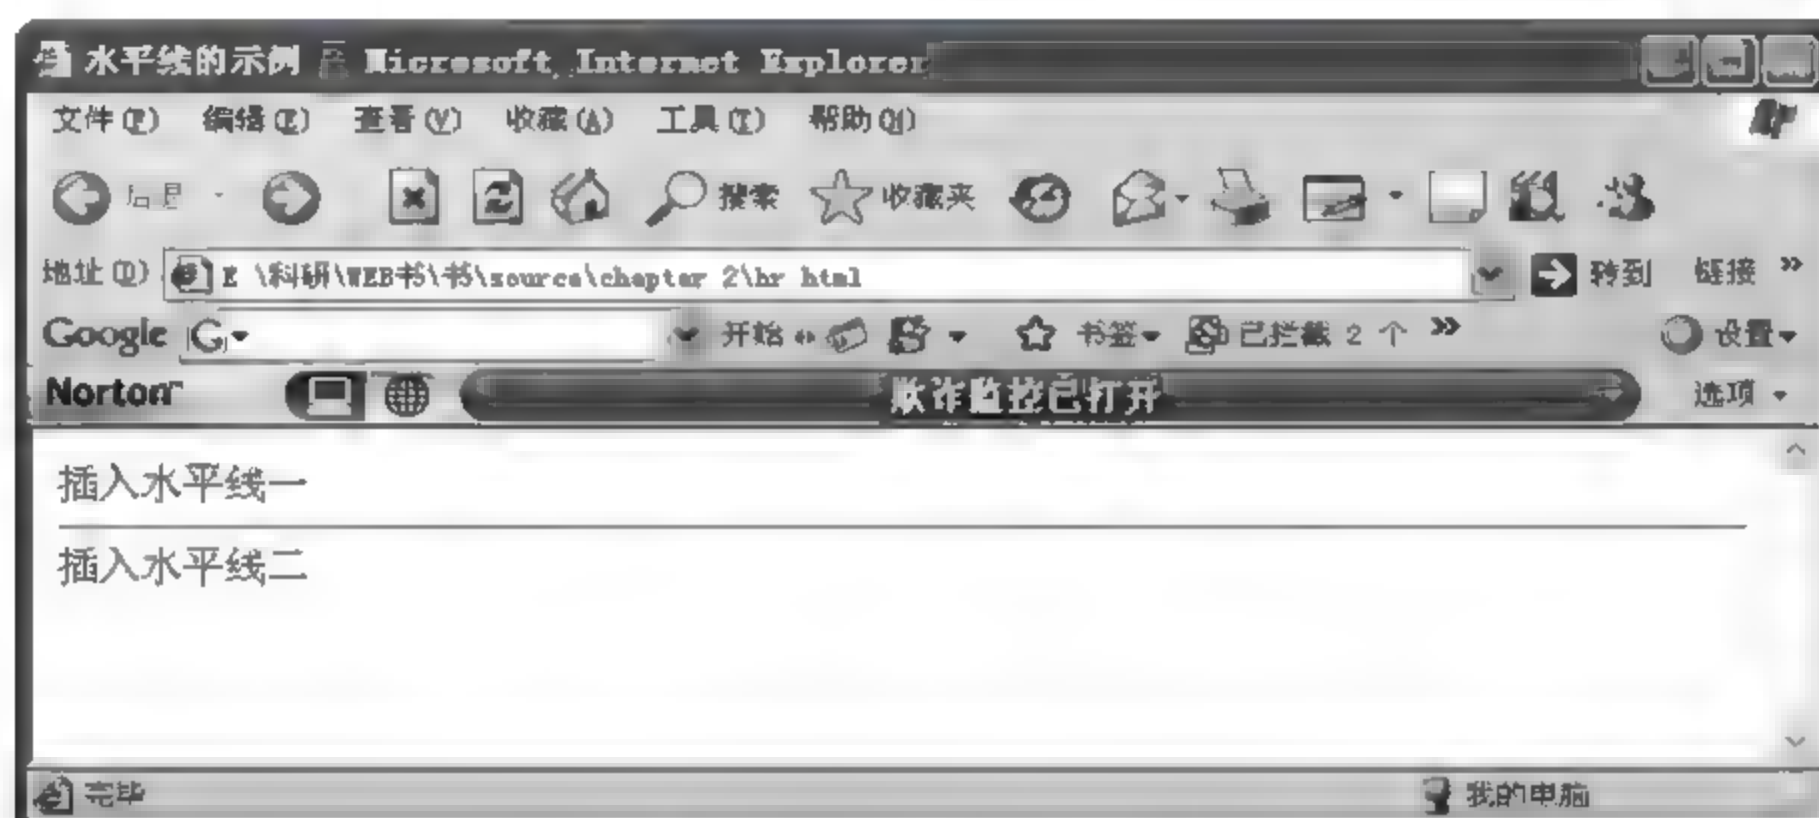 水平线的示例 Microsoft Internet Explorer
文件(F) 编辑(E) 查看(V) 收藏(A) 工具(T) 帮助(H)
后退 搜索 收藏夹
地址(D) E \科研\WEB书\书\source\chapter 2\hr html 转到 链接 »
Google G 开始 书签 已拦截 2 个 » 设置
Norton™ 欺诈监控已打开 选项
插入水平线一
插入水平线二
完毕 我的电脑